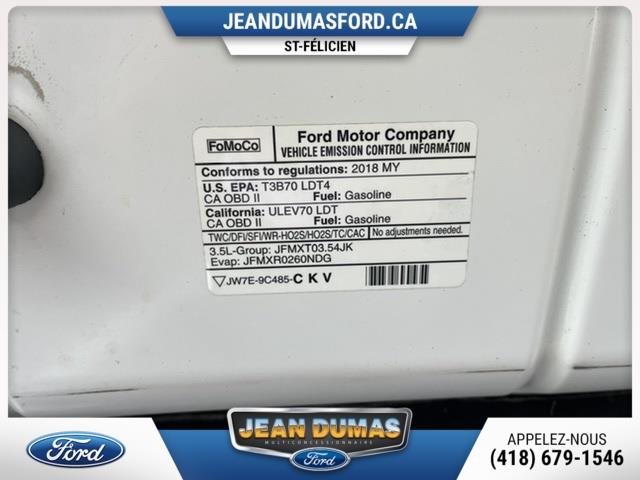 JEANDUMASFORD.CA
ST-FÉLICIEN
FoMoCo
Ford Motor Company
VEHICLE EMISSION CONTROL INFORMATION
Conforms to regulations: 2018 MY
U.S. EPA: T3B70 LDT4
CA OBD II Fuel: Gasoline
California: ULEV70 LDT
CA OBD II Fuel: Gasoline
TWC/DFI/SFI/WR-HO2S/HO2S/TC/CAC No adjustments needed.
3.5L-Group: JFMXT03.54JK
Evap: JFMXR0260NDG
JW7E-9C485-C K V
Ford
JEAN DUMAS
MULTICONCESSIONNAIRE
Ford
APPELEZ-NOUS
(418) 679-1546